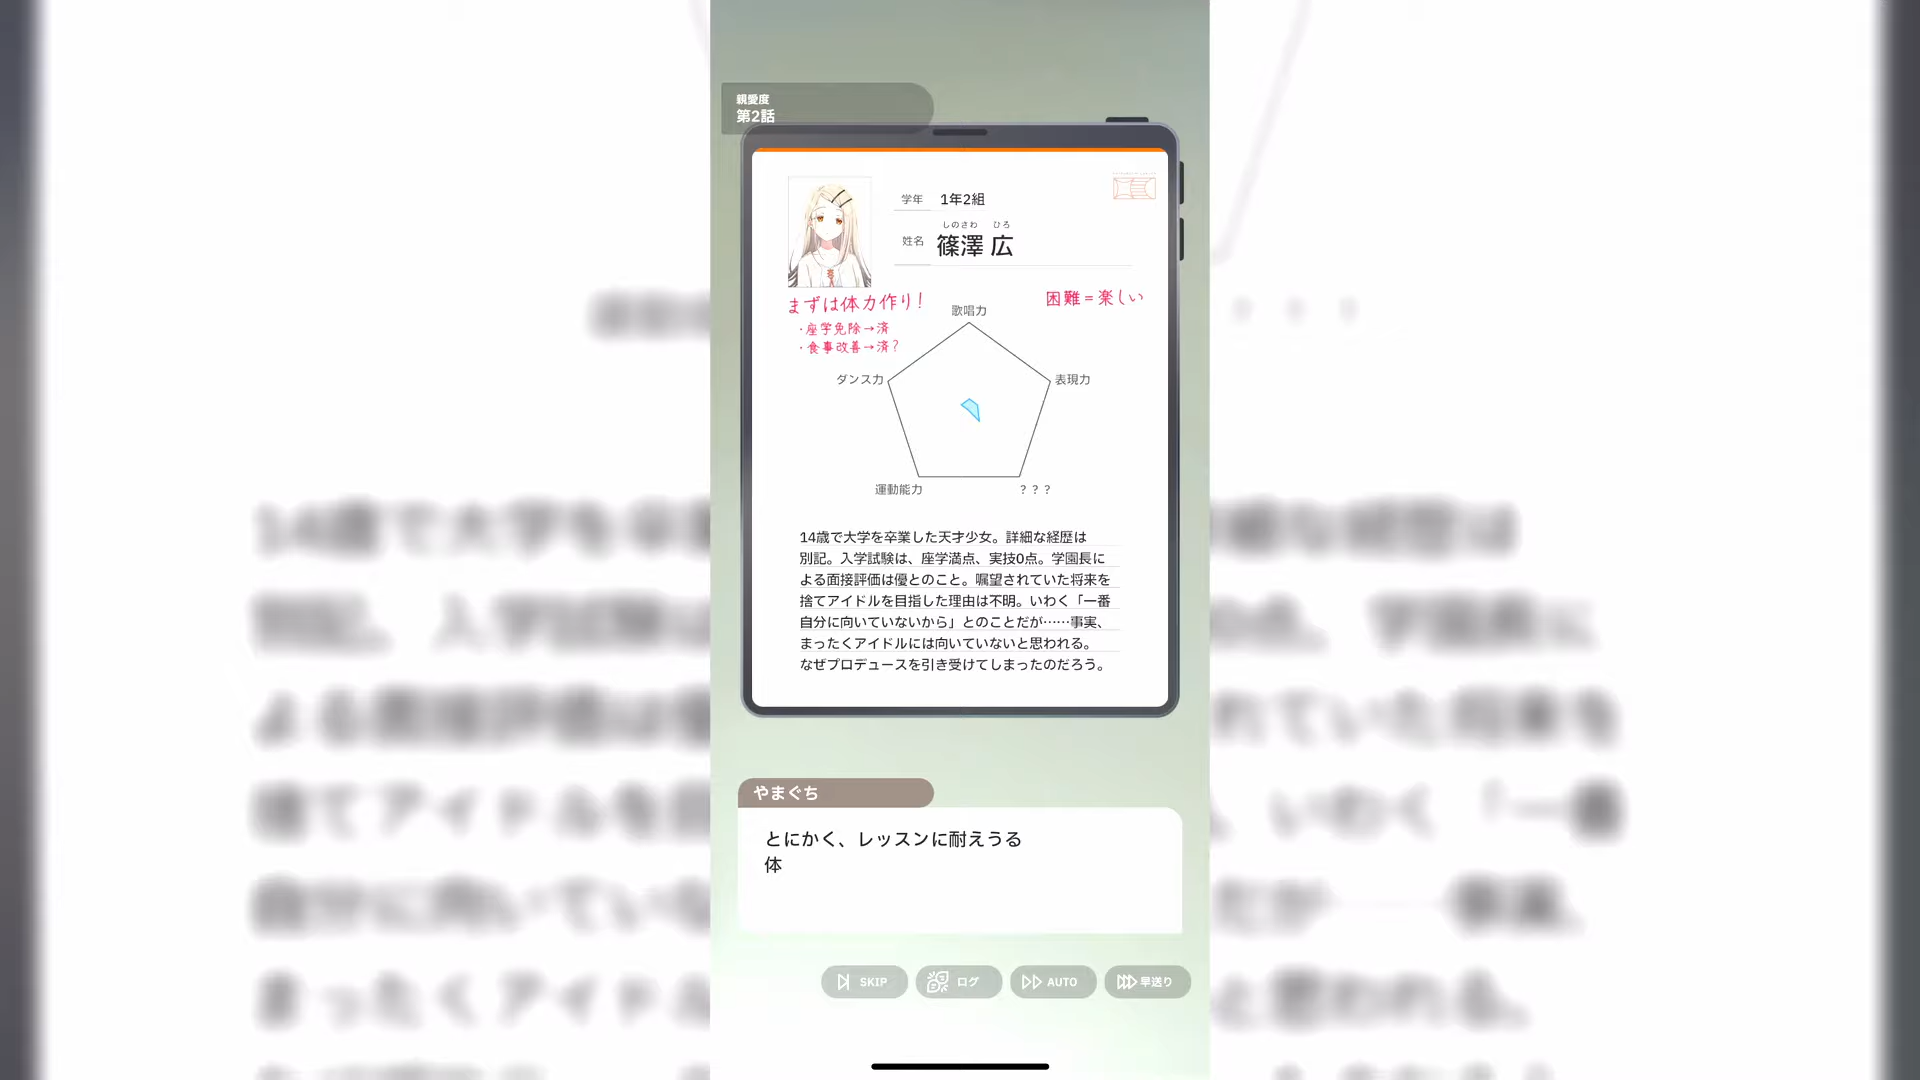 親愛度
第2話
学年 1年2組
しのさわ ひろ
姓名 篠澤 広
まずは体力作り！
・座学免除→済
・食事改善→済？
困難＝楽しい
歌唱力
ダンス力
表現力
運動能力
？？？
14歳で大学を卒業した天才少女。詳細な経歴は
別記。入学試験は、座学満点、実技0点。学園長に
よる面接評価は優とのこと。嘱望されていた将来を
捨てアイドルを目指した理由は不明。いわく「一番
自分に向いていないから」とのことだが……事実、
まったくアイドルには向いていないと思われる。
なぜプロデュースを引き受けてしまったのだろう。
やまぐち
とにかく、レッスンに耐えうる
体
SKIP
ログ
AUTO
早送り